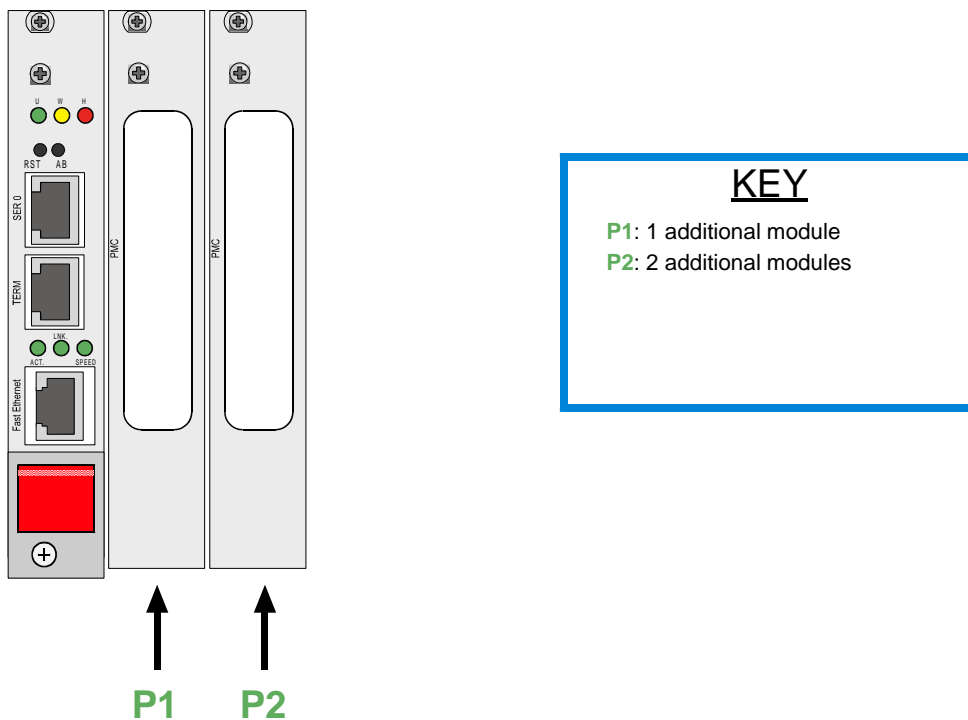 U W H
RST AB
SER 0
TERM
LNK.
ACT. SPEED
Fast Ethernet
PMC
PMC
P1
P2
KEY
P1: 1 additional module
P2: 2 additional modules